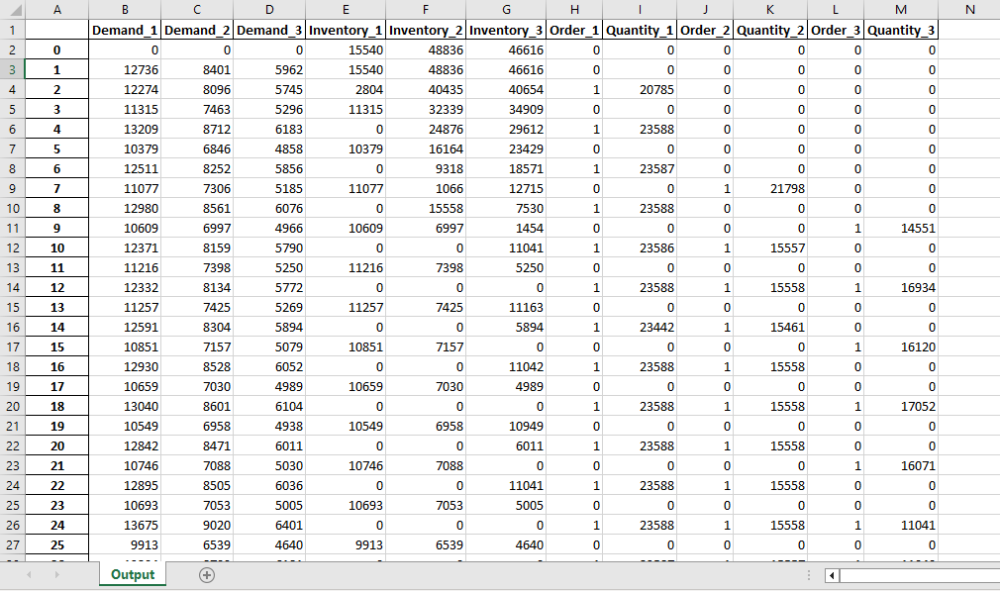 A B C D E F G H I J K L M N
1 Demand_1 Demand_2 Demand_3 Inventory_1 Inventory_2 Inventory_3 Order_1 Quantity_1 Order_2 Quantity_2 Order_3 Quantity_3
2 0 0 0 0 15540 48836 46616 0 0 0 0 0 0
3 1 12736 8401 5962 15540 48836 46616 0 0 0 0 0 0
4 2 12274 8096 5745 2804 40435 40654 1 20785 0 0 0 0
5 3 11315 7463 5296 11315 32339 34909 0 0 0 0 0 0
6 4 13209 8712 6183 0 24876 29612 1 23588 0 0 0 0
7 5 10379 6846 4858 10379 16164 23429 0 0 0 0 0 0
8 6 12511 8252 5856 0 9318 18571 1 23587 0 0 0 0
9 7 11077 7306 5185 11077 1066 12715 0 0 1 21798 0 0
10 8 12980 8561 6076 0 15558 7530 1 23588 0 0 0 0
11 9 10609 6997 4966 10609 6997 1454 0 0 0 0 1 14551
12 10 12371 8159 5790 0 0 11041 1 23586 1 15557 0 0
13 11 11216 7398 5250 11216 7398 5250 0 0 0 0 0 0
14 12 12332 8134 5772 0 0 0 1 23588 1 15558 1 16934
15 13 11257 7425 5269 11257 7425 11163 0 0 0 0 0 0
16 14 12591 8304 5894 0 0 5894 1 23442 1 15461 0 0
17 15 10851 7157 5079 10851 7157 0 0 0 0 0 1 16120
18 16 12930 8528 6052 0 0 11042 1 23588 1 15558 0 0
19 17 10659 7030 4989 10659 7030 4989 0 0 0 0 0 0
20 18 13040 8601 6104 0 0 0 1 23588 1 15558 1 17052
21 19 10549 6958 4938 10549 6958 10949 0 0 0 0 0 0
22 20 12842 8471 6011 0 0 6011 1 23588 1 15558 0 0
23 21 10746 7088 5030 10746 7088 0 0 0 0 0 1 16071
24 22 12895 8505 6036 0 0 11041 1 23588 1 15558 0 0
25 23 10693 7053 5005 10693 7053 5005 0 0 0 0 0 0
26 24 13675 9020 6401 0 0 0 1 23588 1 15558 1 11041
27 25 9913 6539 4640 9913 6539 4640 0 0 0 0 0 0
Output